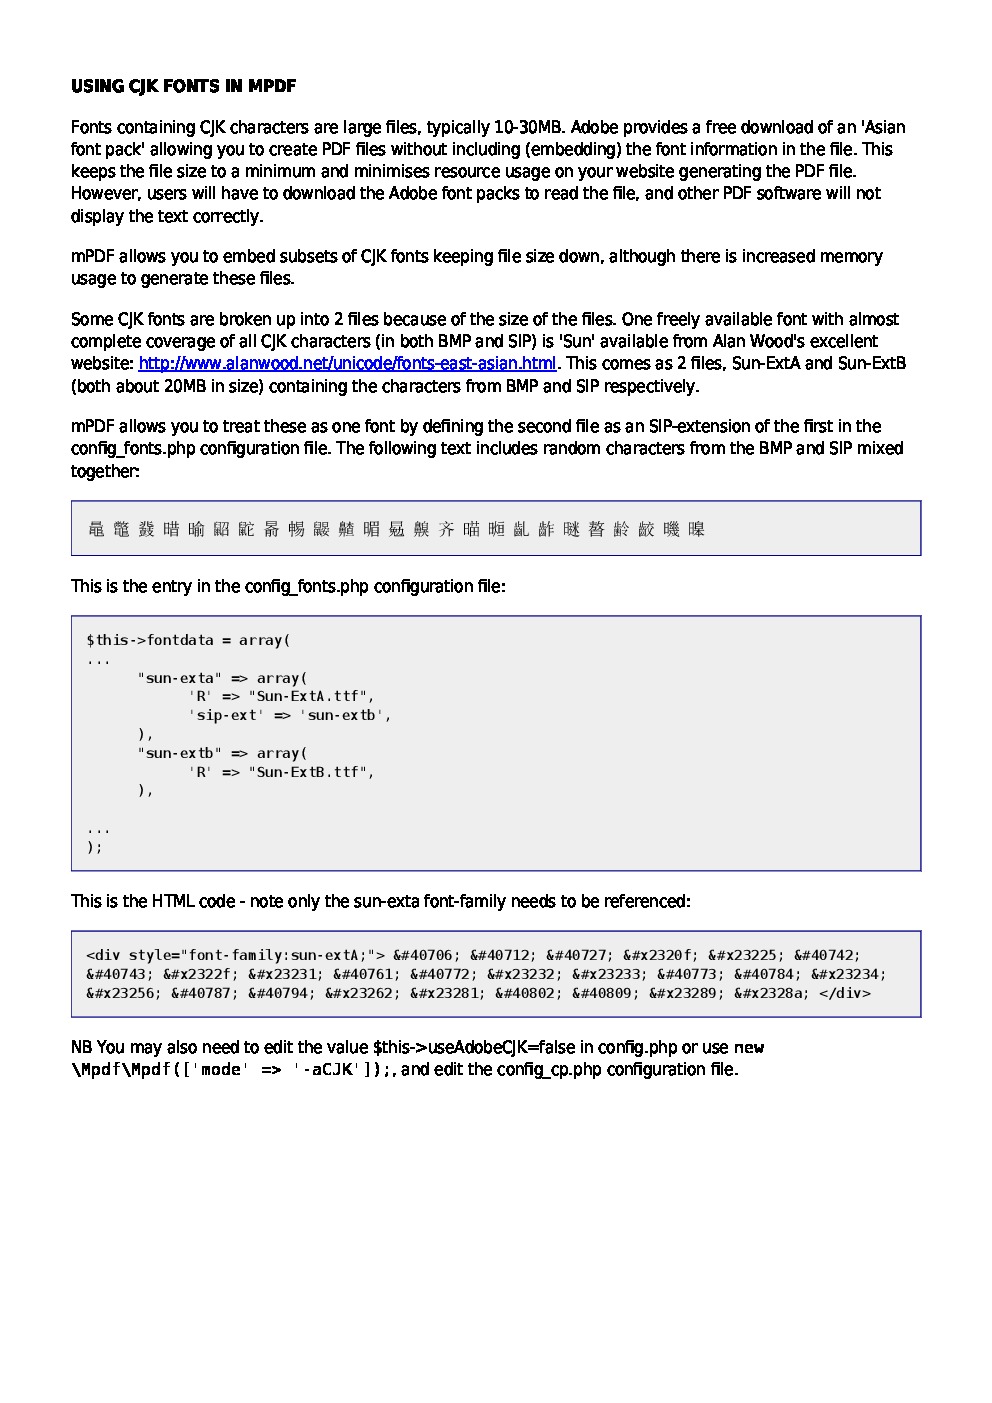 USING CJK FONTS IN MPDF
Fonts containing CJK characters are large files, typically 10-30MB. Adobe provides a free download of an 'Asian
font pack' allowing you to create PDF files without including (embedding) the font information in the file. This
keeps the file size to a minimum and minimises resource usage on your website generating the PDF file.
However, users will have to download the Adobe font packs to read the file, and other PDF software will not
display the text correctly.
mPDF allows you to embed subsets of CJK fonts keeping file size down, although there is increased memory
usage to generate these files.
Some CJK fonts are broken up into 2 files because of the size of the files. One freely available font with almost
complete coverage of all CJK characters (in both BMP and SIP) is 'Sun' available from Alan Wood's excellent
website: http://www.alanwood.net/unicode/fonts-east-asian.html. This comes as 2 files, Sun-ExtA and Sun-ExtB
(both about 20MB in size) containing the characters from BMP and SIP respectively.
mPDF allows you to treat these as one font by defining the second file as an SIP-extension of the first in the
config_fonts.php configuration file. The following text includes random characters from the BMP and SIP mixed
together:
鼂 鼈 鼗 𣈏 𣈥 鼦 鼧 𣈯 𣈱 鼹 齄 𣈲 𣈳 齅 齐 𣈴 𣉖 齓 齚 𣉢 𣊁 齢 齩 𣊉 𣊊
This is the entry in the config_fonts.php configuration file:
$this->fontdata = array(
...
"sun-exta" => array(
'R' => "Sun-ExtA.ttf",
'sip-ext' => 'sun-extb',
),
"sun-extb" => array(
'R' => "Sun-ExtB.ttf",
),
...
);
This is the HTML code - note only the sun-exta font-family needs to be referenced:
<div style="font-family:sun-extA;"> &#40706; &#40712; &#40727; &#x2320f; &#x23225; &#40742;
&#40743; &#x2322f; &#x23231; &#40761; &#40772; &#x23232; &#x23233; &#40773; &#40784; &#x23234;
&#x23256; &#40787; &#40794; &#x23262; &#x23281; &#40802; &#40809; &#x23289; &#x2328a; </div>
NB You may also need to edit the value $this->useAdobeCJK=false in config.php or use new
\Mpdf\Mpdf(['mode' => '-aCJK']);, and edit the config_cp.php configuration file.